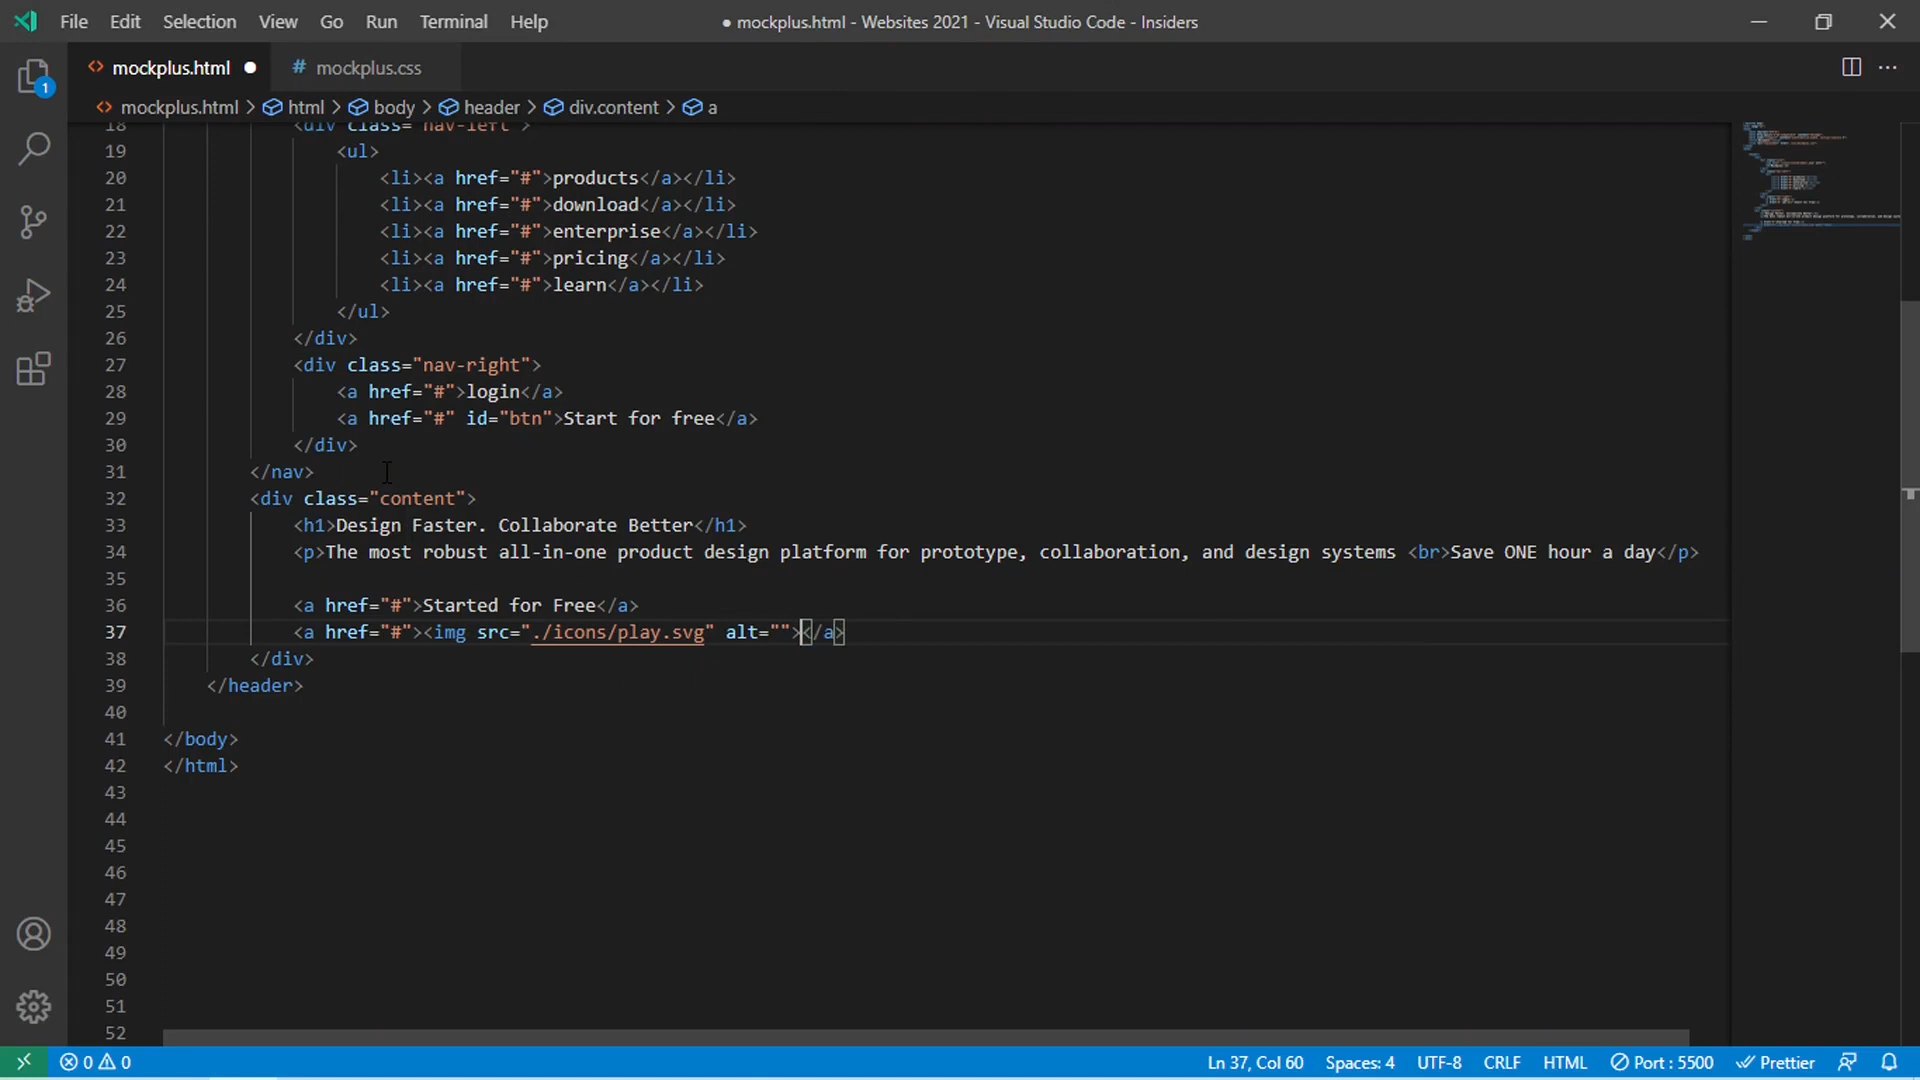 File Edit Selection View Go Run Terminal Help
● mockplus.html - Websites 2021 - Visual Studio Code - Insiders
<> mockplus.html ● # mockplus.css
1
<> mockplus.html > html > body > header > div.content > a
18 <div class="nav-left">
19 <ul>
20 <li><a href="#">products</a></li>
21 <li><a href="#">download</a></li>
22 <li><a href="#">enterprise</a></li>
23 <li><a href="#">pricing</a></li>
24 <li><a href="#">learn</a></li>
25 </ul>
26 </div>
27 <div class="nav-right">
28 <a href="#">login</a>
29 <a href="#" id="btn">Start for free</a>
30 </div>
31 </nav>
32 <div class="content">
33 <h1>Design Faster. Collaborate Better</h1>
34 <p>The most robust all-in-one product design platform for prototype, collaboration, and design systems <br>Save ONE hour a day</p>
35
36 <a href="#">Started for Free</a>
37 <a href="#"><img src="./icons/play.svg" alt=""></a>
38 </div>
39 </header>
40
41 </body>
42 </html>
43
44
45
46
47
48
49
50
51
52
0 0 Ln 37, Col 60 Spaces: 4 UTF-8 CRLF HTML Port : 5500 Prettier